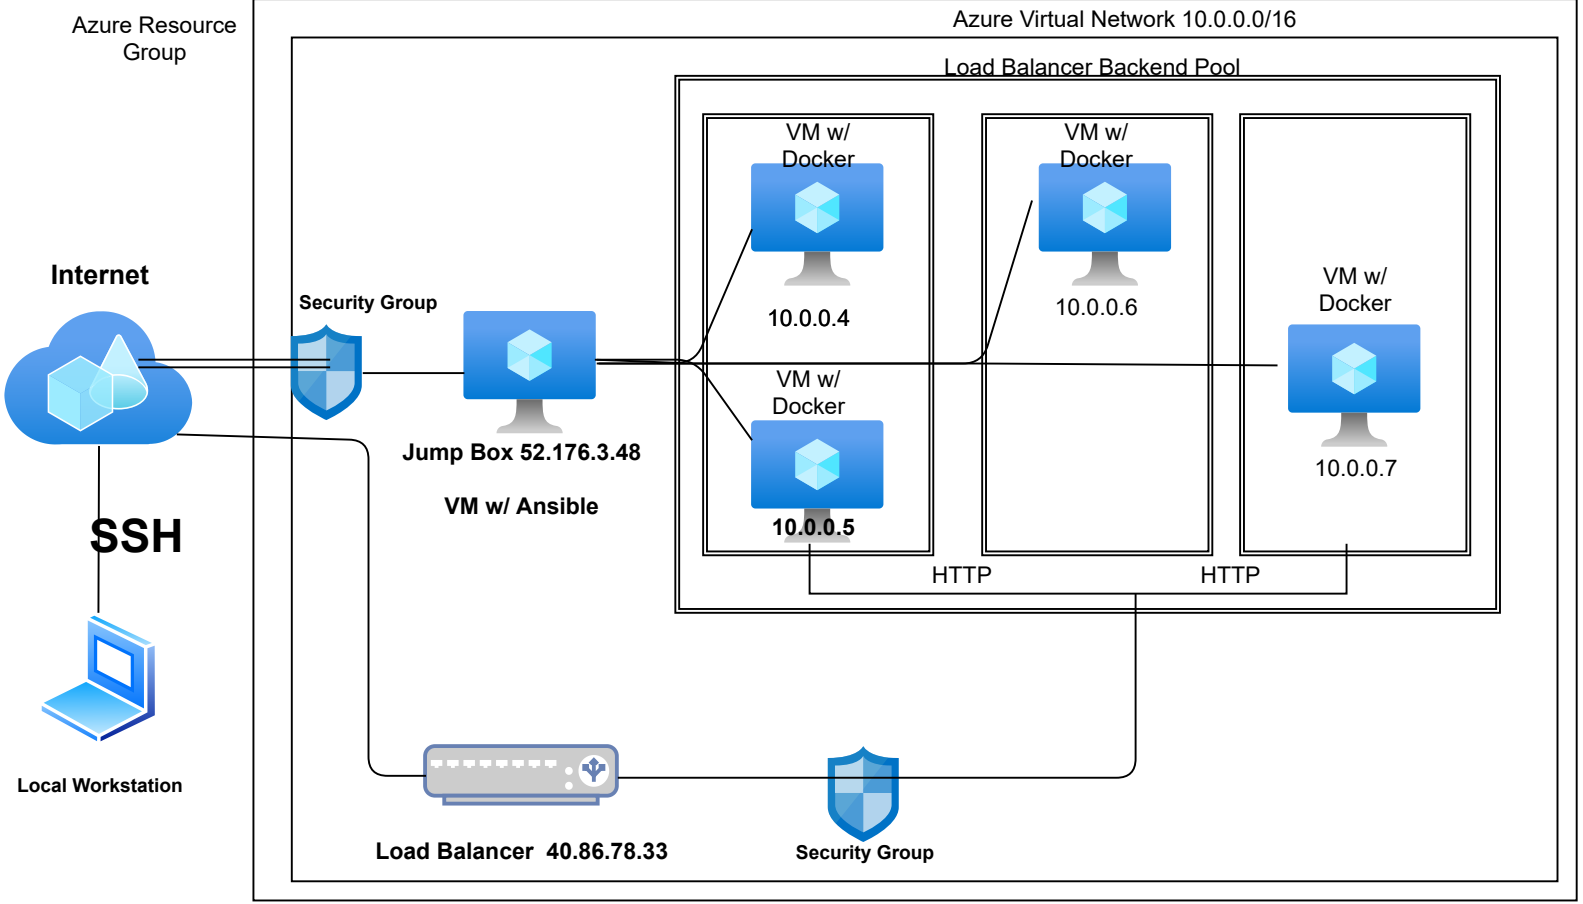 Azure Resource
Group
Azure Virtual Network 10.0.0.0/16
Load Balancer Backend Pool
VM w/
Docker
10.0.0.4
VM w/
Docker
10.0.0.6
VM w/
Docker
10.0.0.7
VM w/
Docker
10.0.0.5
Internet
Security Group
Jump Box 52.176.3.48
VM w/ Ansible
SSH
HTTP
HTTP
Local Workstation
Load Balancer  40.86.78.33
Security Group